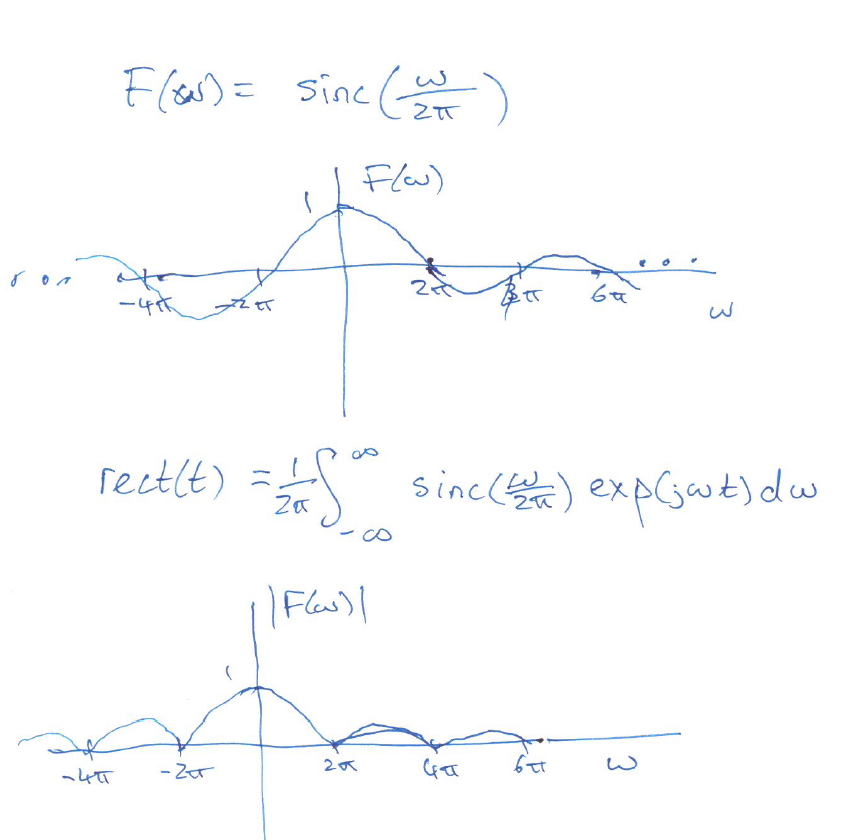 F(ω) = sinc(ω/2π)
F(ω)
1
-4π -2π 2π π 6π
ω
rect(t) = 1/2π ∫_{-∞}^{∞} sinc(ω/2π) exp(jωt) dω
|F(ω)|
1
-4π -2π 2π 4π 6π ω